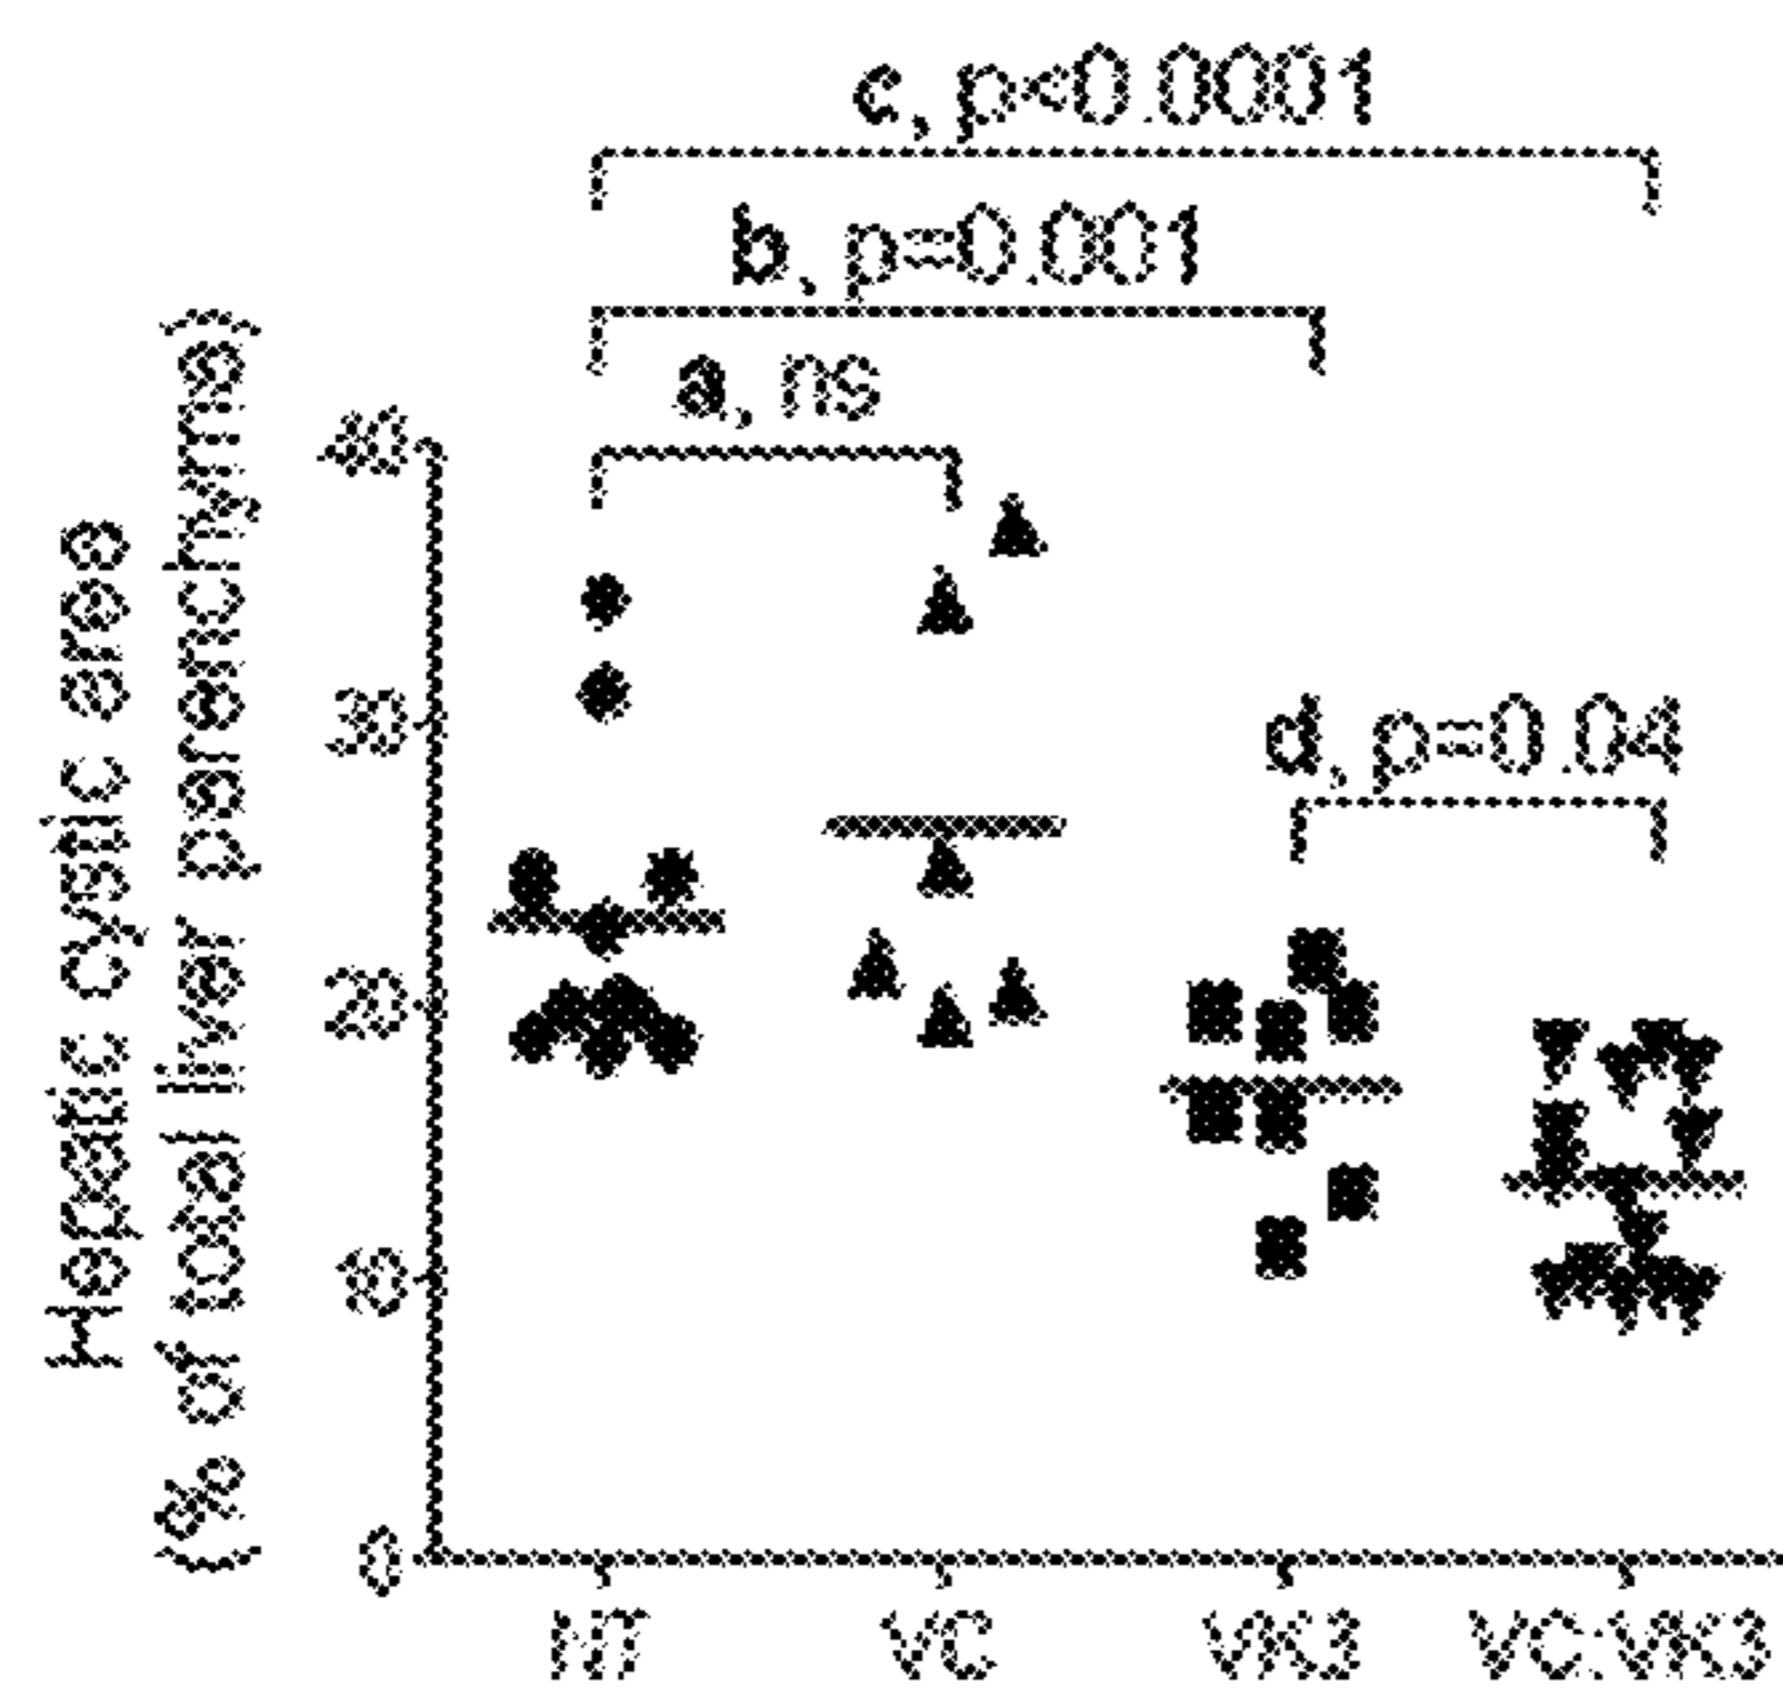 c, p<0.0001
b, p=0.001
a, ns
d, p=0.04
Hepatic cystic area
(% of total liver parenchyma)
40
30
20
10
0
NT
VC
VK3
VC:VK3